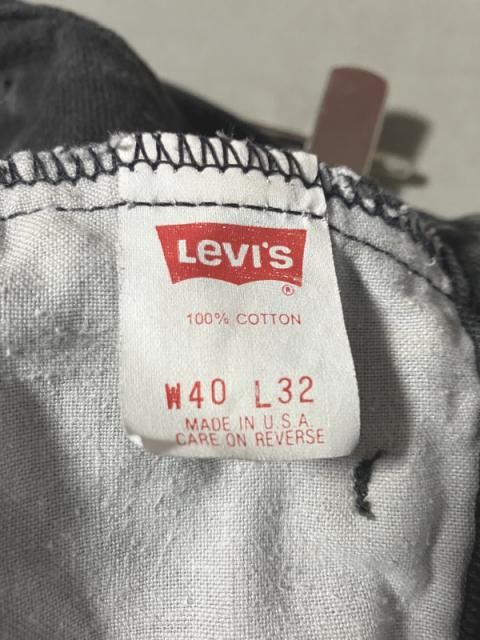 Levi's
®
100% COTTON
W40 L32
MADE IN U.S.A.
CARE ON REVERSE